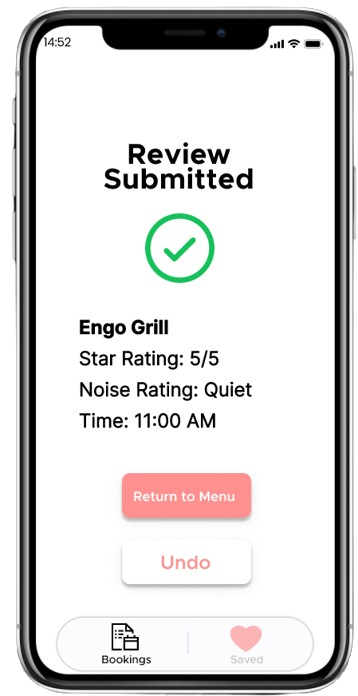 14:52
Review
Submitted
Engo Grill
Star Rating: 5/5
Noise Rating: Quiet
Time: 11:00 AM
Return to Menu
Undo
Bookings
Saved